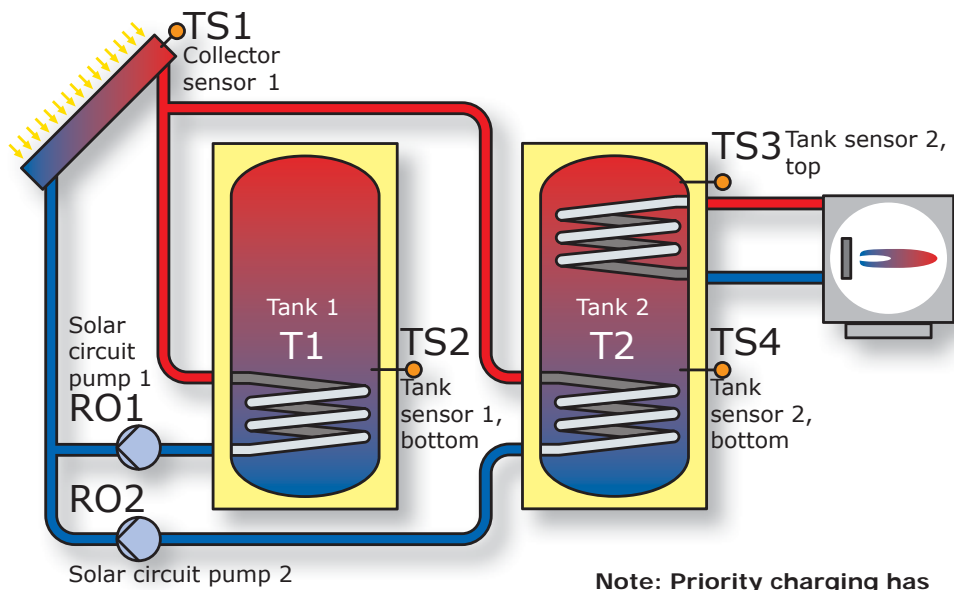 TS1
Collector
sensor 1
TS3 Tank sensor 2,
top
Tank 1
T1
Tank 2
T2
TS2
Tank
sensor 1,
bottom
TS4
Tank
sensor 2,
bottom
Solar
circuit
pump 1
RO1
RO2
Solar circuit pump 2
Note: Priority charging has